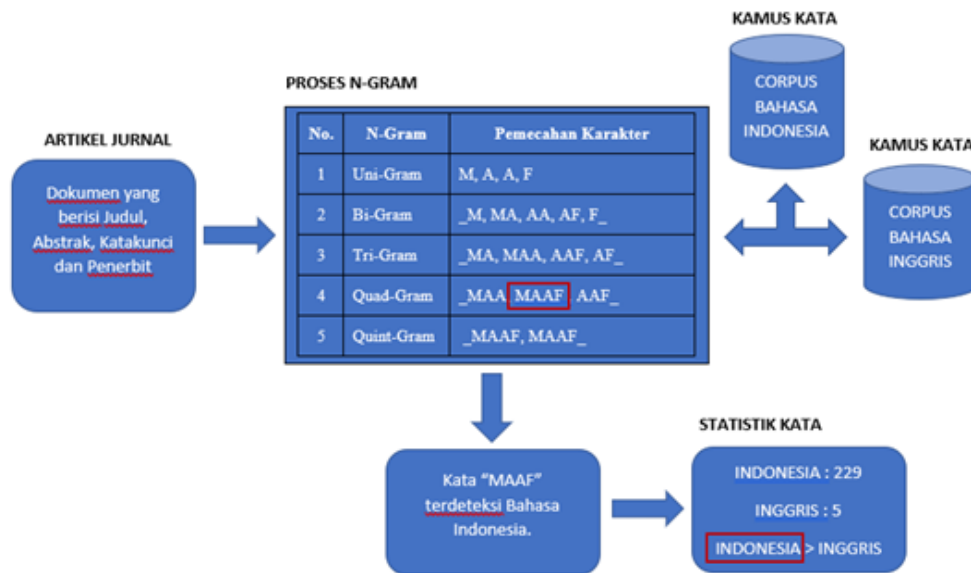 KAMUS KATA
CORPUS
BAHASA
INDONESIA
KAMUS KATA
CORPUS
BAHASA
INGGRIS
PROSES N-GRAM
No. N-Gram Pemecahan Karakter
1 Uni-Gram M, A, A, F
2 Bi-Gram _M, MA, AA, AF, F_
3 Tri-Gram _MA, MAA, AAF, AF_
4 Quad-Gram _MAA, MAAF, AAF_
5 Quint-Gram _MAAF, MAAF_
ARTIKEL JURNAL
Dokumen yang
berisi Judul,
Abstrak, Katakunci
dan Penerbit
Kata “MAAF”
terdeteksi Bahasa
Indonesia.
STATISTIK KATA
INDONESIA : 229
INGGRIS : 5
INDONESIA > INGGRIS